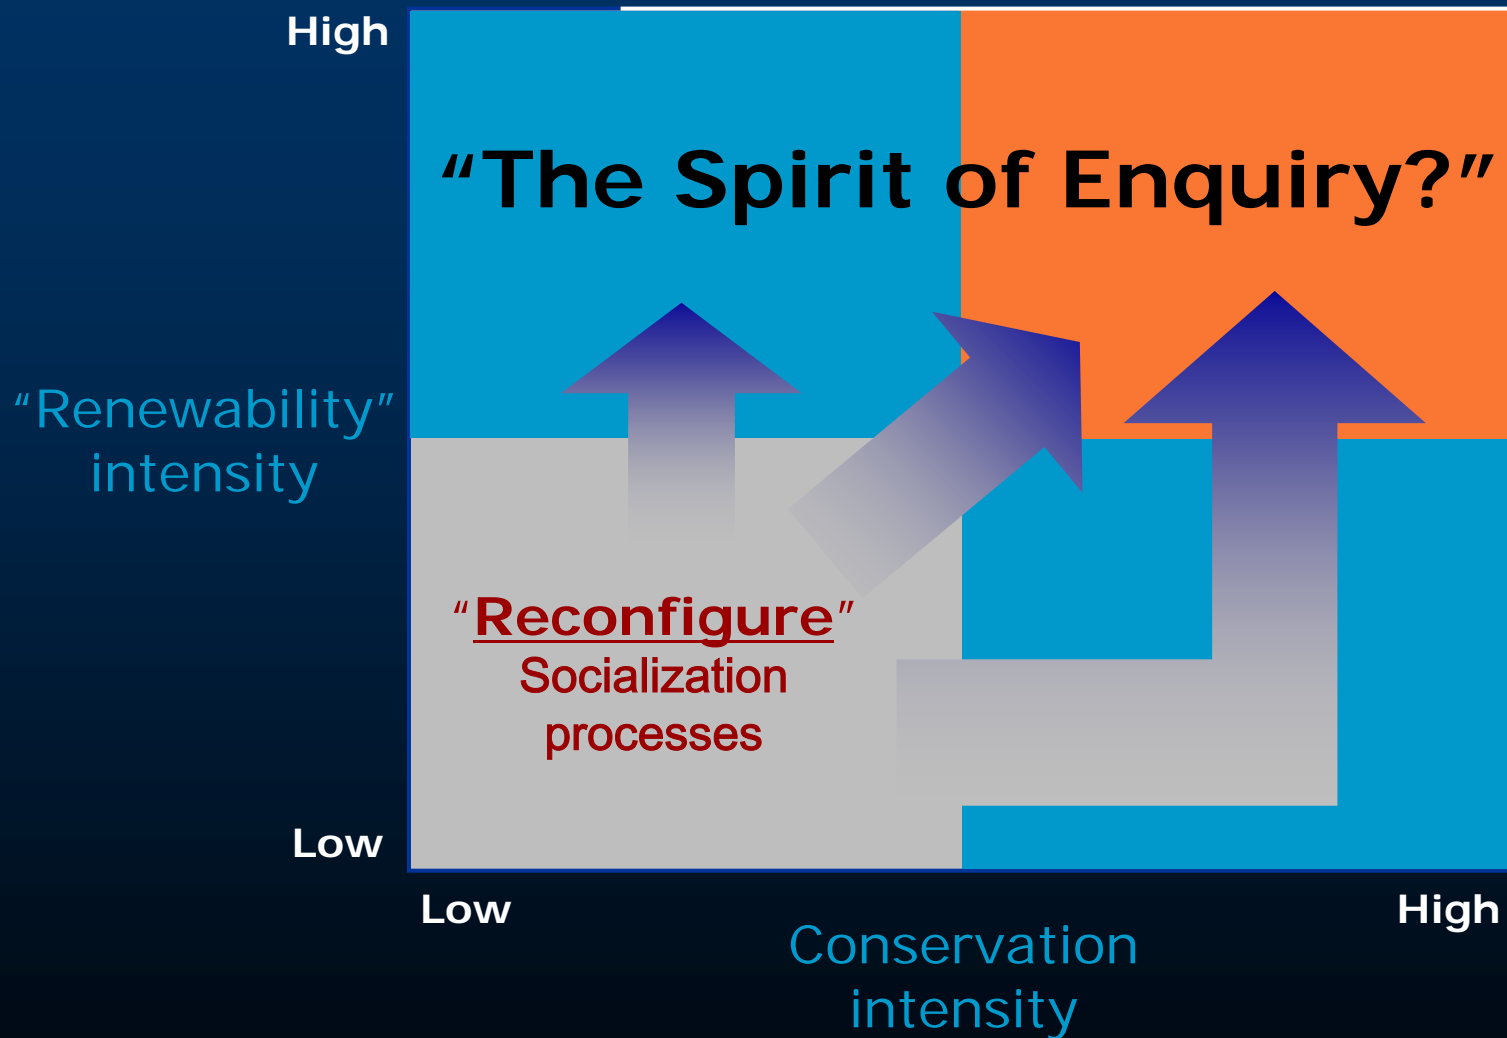 High
“The Spirit of Enquiry?”
“Renewability”
intensity
“Reconfigure”
Socialization
processes
Low
Low
High
Conservation
intensity